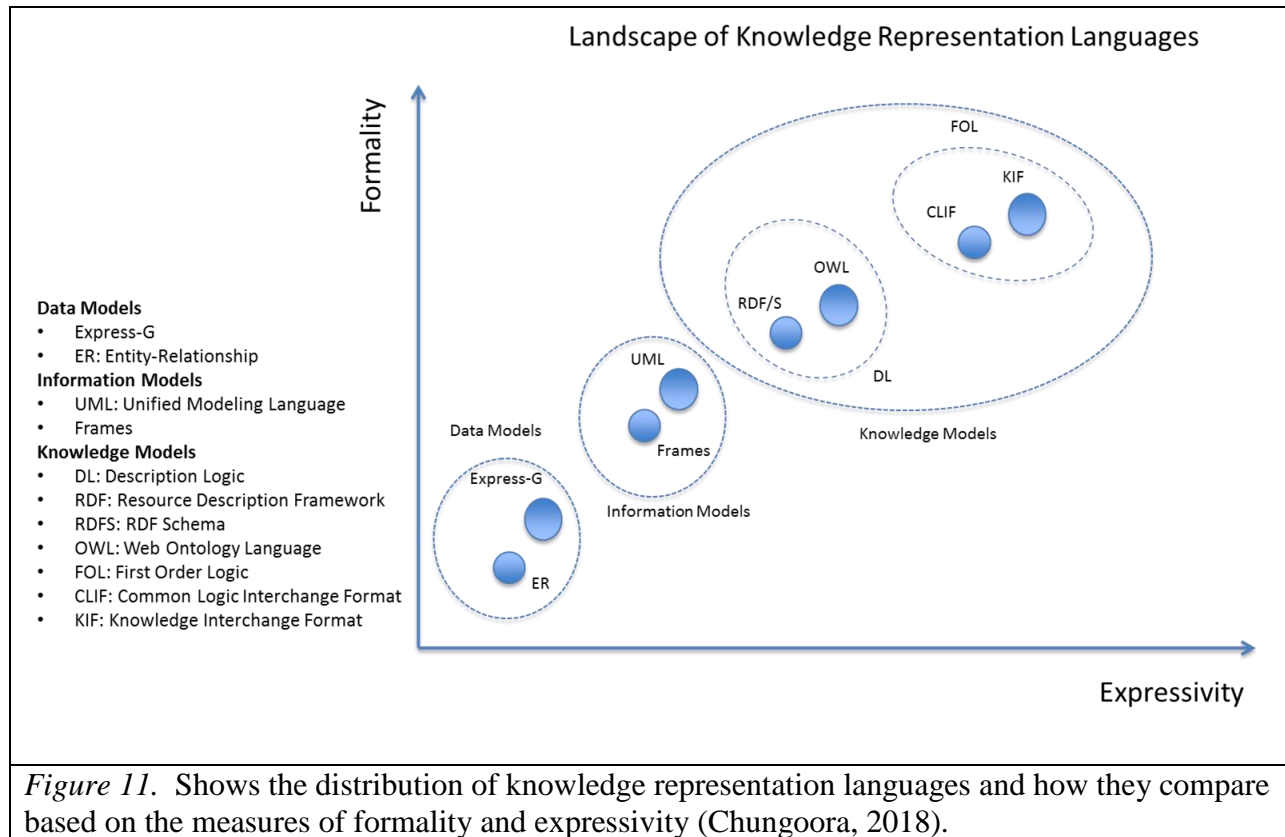 Landscape of Knowledge Representation Languages
Formality
FOL
KIF
CLIF
OWL
RDF/S
DL
Knowledge Models
UML
Frames
Information Models
Data Models
Express-G
ER
Expressivity
Data Models
• Express-G
• ER: Entity-Relationship
Information Models
• UML: Unified Modeling Language
• Frames
Knowledge Models
• DL: Description Logic
• RDF: Resource Description Framework
• RDFS: RDF Schema
• OWL: Web Ontology Language
• FOL: First Order Logic
• CLIF: Common Logic Interchange Format
• KIF: Knowledge Interchange Format
Figure 11. Shows the distribution of knowledge representation languages and how they compare
based on the measures of formality and expressivity (Chungoora, 2018).